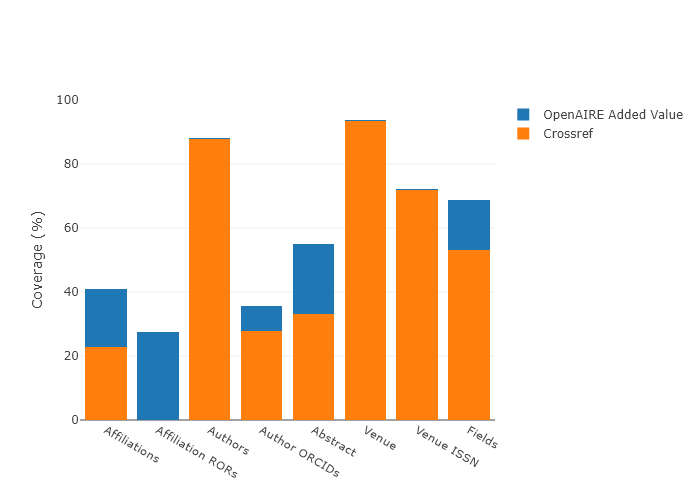 OpenAIRE Added Value
Crossref
Coverage (%)
100
80
60
40
20
0
Affiliations
Affiliation RORs
Authors
Author ORCIDs
Abstract
Venue
Venue ISSN
Fields